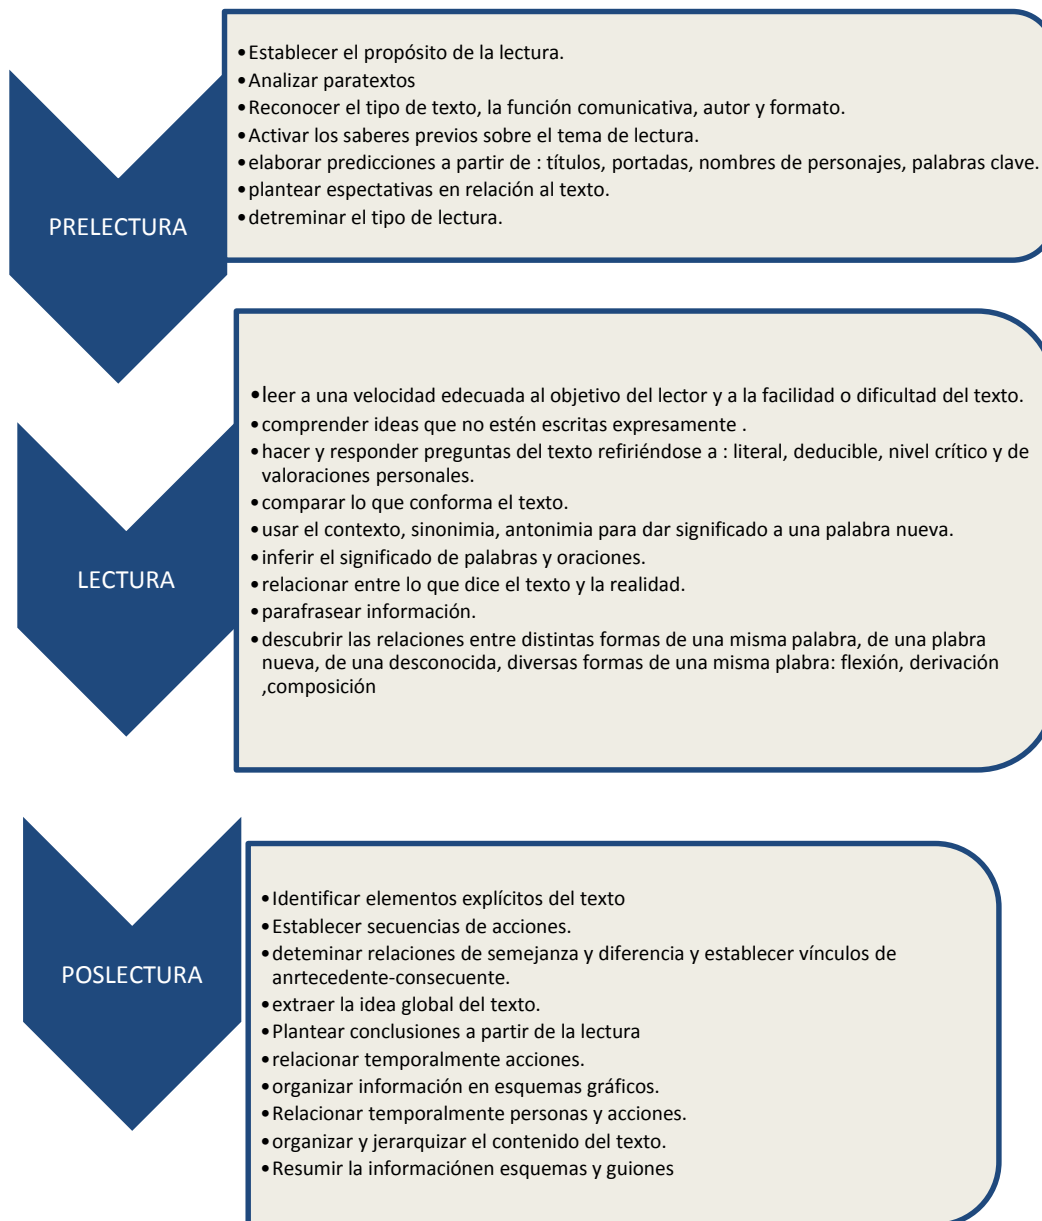 PRELECTURA
•Establecer el propósito de la lectura.
•Analizar paratextos
•Reconocer el tipo de texto, la función comunicativa, autor y formato.
•Activar los saberes previos sobre el tema de lectura.
•elaborar predicciones a partir de : títulos, portadas, nombres de personajes, palabras clave.
•plantear espectativas en relación al texto.
•detreminar el tipo de lectura.
LECTURA
•leer a una velocidad edecuada al objetivo del lector y a la facilidad o dificultad del texto.
•comprender ideas que no estén escritas expresamente .
•hacer y responder preguntas del texto refiriéndose a : literal, deducible, nivel crítico y de
valoraciones personales.
•comparar lo que conforma el texto.
•usar el contexto, sinonimia, antonimia para dar significado a una palabra nueva.
•inferir el significado de palabras y oraciones.
•relacionar entre lo que dice el texto y la realidad.
•parafrasear información.
•descubrir las relaciones entre distintas formas de una misma palabra, de una plabra
nueva, de una desconocida, diversas formas de una misma plabra: flexión, derivación
,composición
POSLECTURA
•Identificar elementos explícitos del texto
•Establecer secuencias de acciones.
•deteminar relaciones de semejanza y diferencia y establecer vínculos de
anrtecedente-consecuente.
•extraer la idea global del texto.
•Plantear conclusiones a partir de la lectura
•relacionar temporalmente acciones.
•organizar información en esquemas gráficos.
•Relacionar temporalmente personas y acciones.
•organizar y jerarquizar el contenido del texto.
•Resumir la informaciónen esquemas y guiones